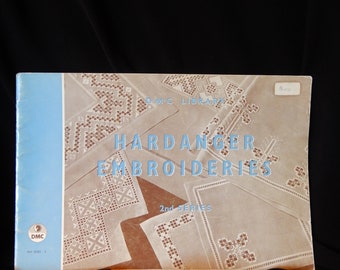 D.M.C LIBRARY
HARDANGER
EMBROIDERIES
2nd SERIES
DMC